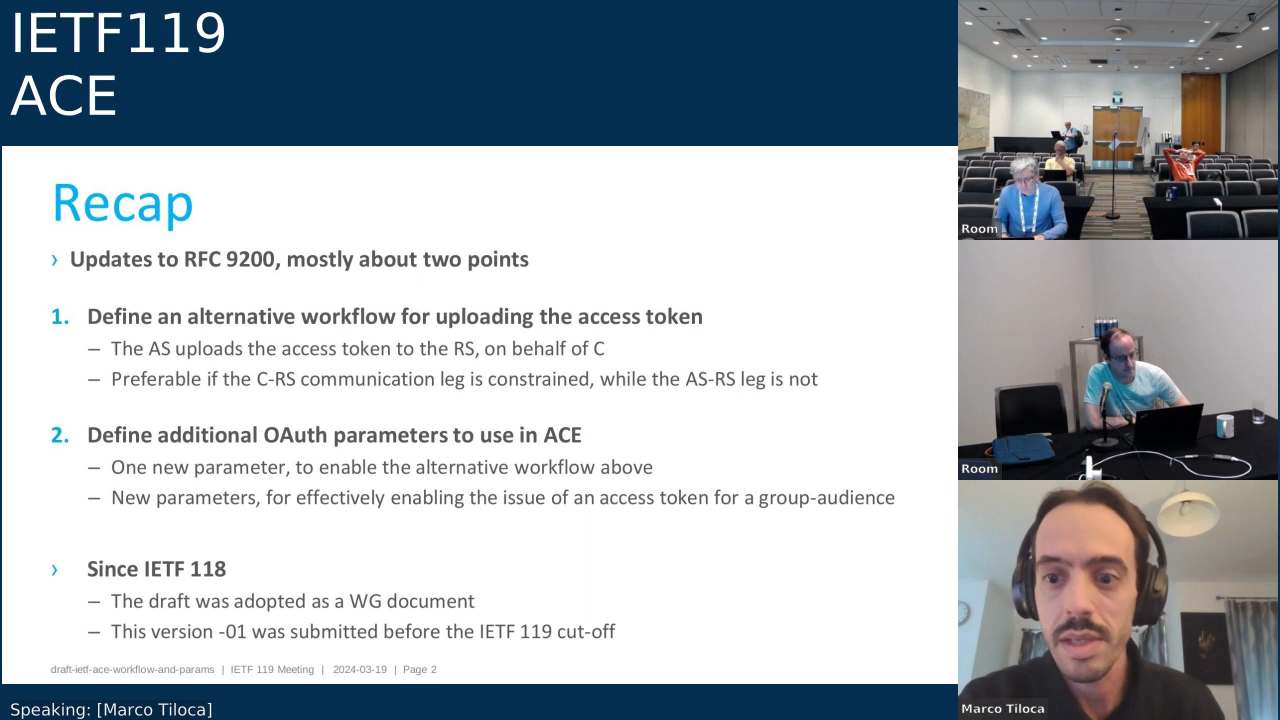 IETF119
ACE
Recap
› Updates to RFC 9200, mostly about two points
1. Define an alternative workflow for uploading the access token
– The AS uploads the access token to the RS, on behalf of C
– Preferable if the C-RS communication leg is constrained, while the AS-RS leg is not
2. Define additional OAuth parameters to use in ACE
– One new parameter, to enable the alternative workflow above
– New parameters, for effectively enabling the issue of an access token for a group-audience
› Since IETF 118
– The draft was adopted as a WG document
– This version -01 was submitted before the IETF 119 cut-off
draft-ietf-ace-workflow-and-params | IETF 119 Meeting | 2024-03-19 | Page 2
Speaking: [Marco Tiloca]
Room
Room
Marco Tiloca